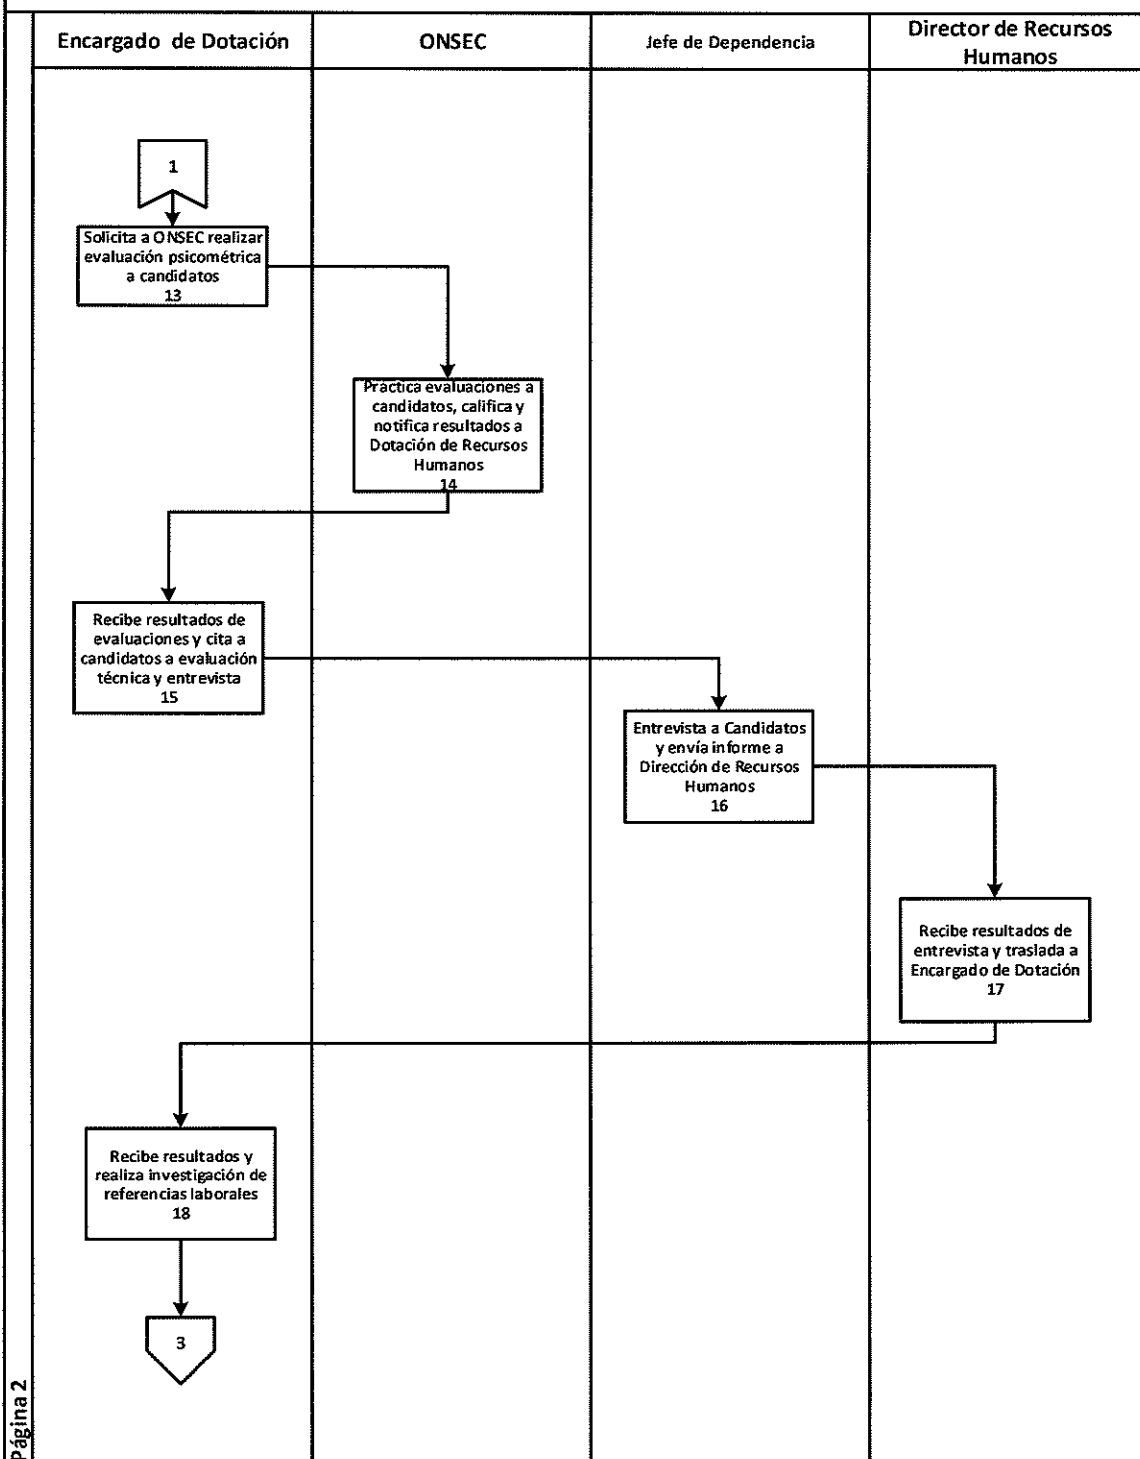 Encargado de Dotación
ONSEC
Jefe de Dependencia
Director de Recursos
Humanos
1
Solicita a ONSEC realizar
evaluación psicométrica
a candidatos
13
Practica evaluaciones a
candidatos, califica y
notifica resultados a
Dotación de Recursos
Humanos
14
Recibe resultados de
evaluaciones y cita a
candidatos a evaluación
técnica y entrevista
15
Entrevista a Candidatos
y envía informe a
Dirección de Recursos
Humanos
16
Recibe resultados de
entrevista y traslada a
Encargado de Dotación
17
Recibe resultados y
realiza investigación de
referencias laborales
18
3
Página 2